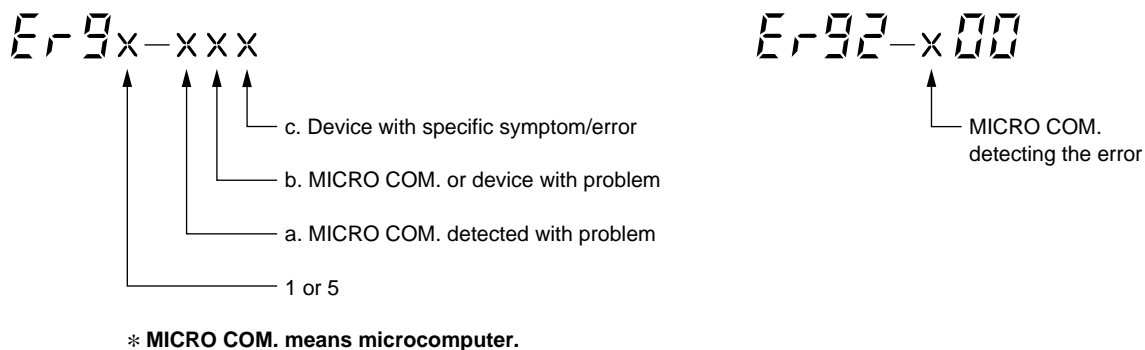 Er9x-xxx
Er92-x00
c. Device with specific symptom/error
MICRO COM.
detecting the error
b. MICRO COM. or device with problem
a. MICRO COM. detected with problem
1 or 5
* MICRO COM. means microcomputer.